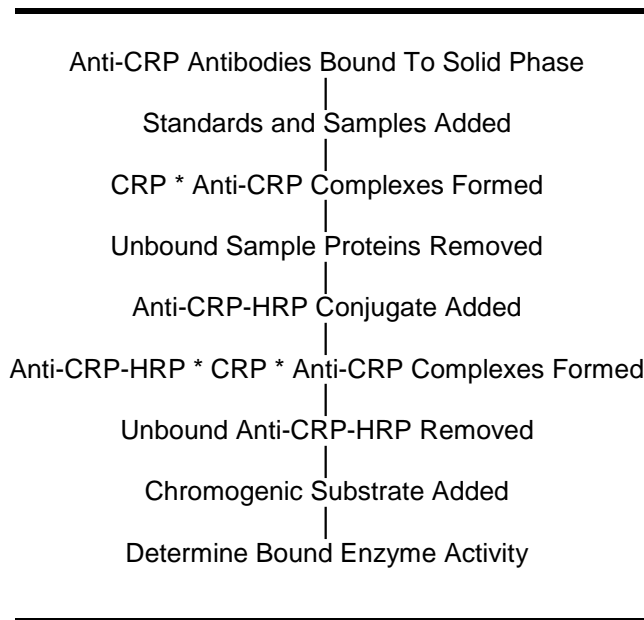 Anti-CRP Antibodies Bound To Solid Phase
Standards and Samples Added
CRP * Anti-CRP Complexes Formed
Unbound Sample Proteins Removed
Anti-CRP-HRP Conjugate Added
Anti-CRP-HRP * CRP * Anti-CRP Complexes Formed
Unbound Anti-CRP-HRP Removed
Chromogenic Substrate Added
Determine Bound Enzyme Activity